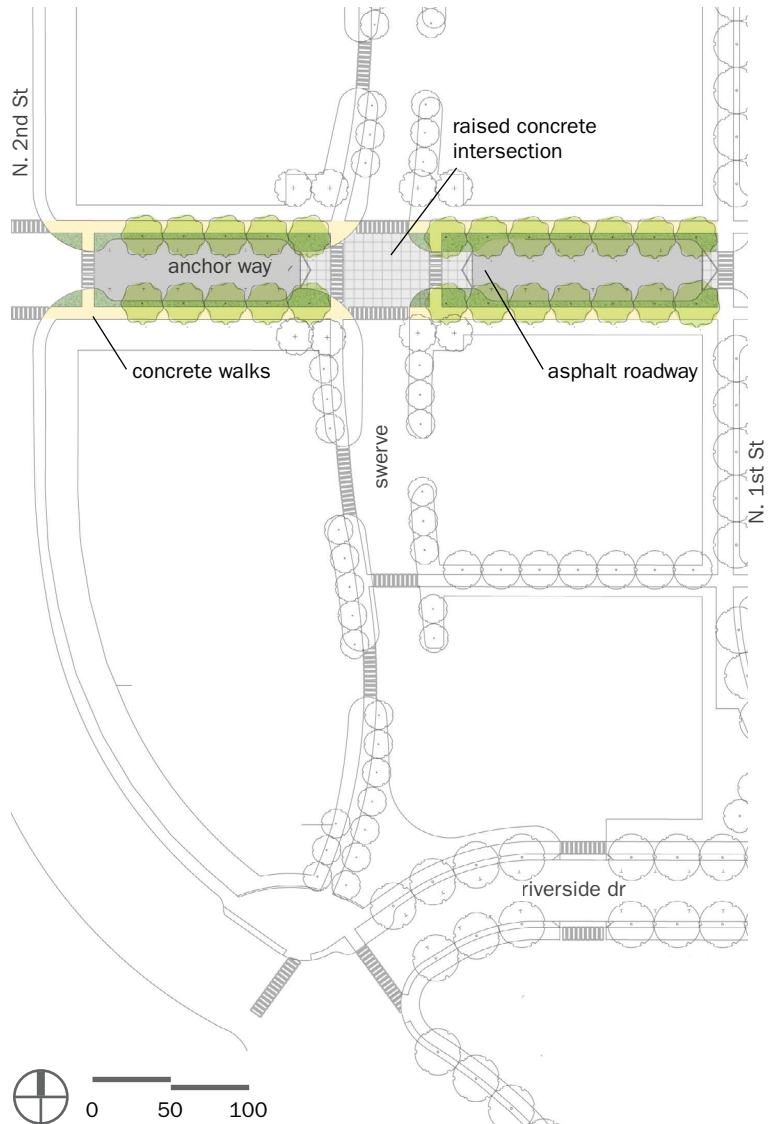 N. 2nd St
raised concrete
intersection
anchor way
concrete walks
asphalt roadway
swerve
N. 1st St
riverside dr
0 50 100